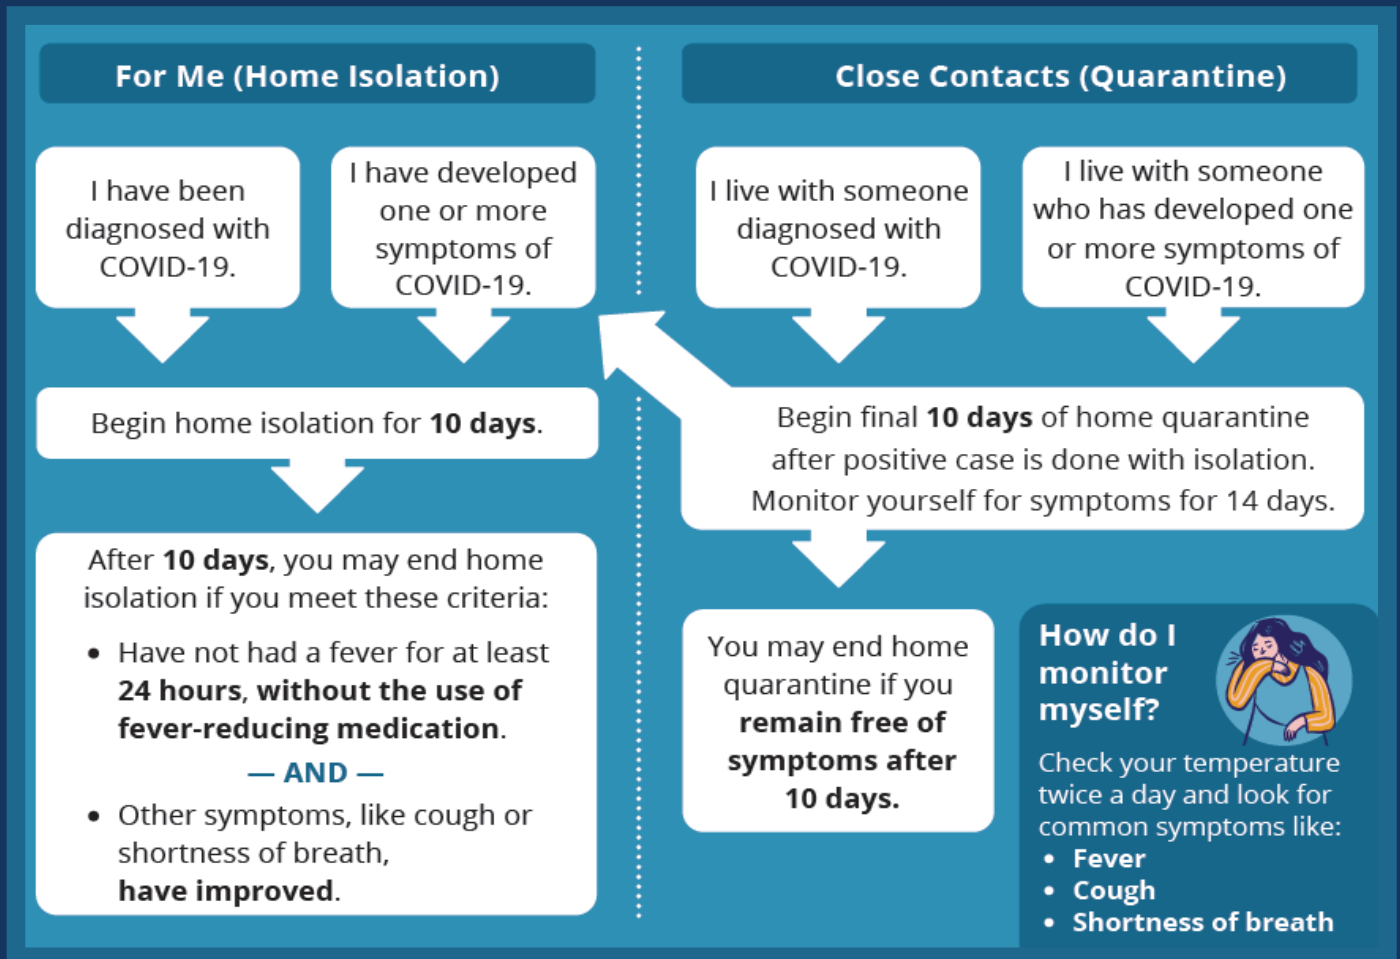 For Me (Home Isolation)
I have been
diagnosed with
COVID-19.
I have developed
one or more
symptoms of
COVID-19.
Begin home isolation for 10 days.
After 10 days, you may end home
isolation if you meet these criteria:
• Have not had a fever for at least
24 hours, without the use of
fever-reducing medication.
— AND —
• Other symptoms, like cough or
shortness of breath,
have improved.
Close Contacts (Quarantine)
I live with someone
diagnosed with
COVID-19.
I live with someone
who has developed one
or more symptoms of
COVID-19.
Begin final 10 days of home quarantine
after positive case is done with isolation.
Monitor yourself for symptoms for 14 days.
You may end home
quarantine if you
remain free of
symptoms after
10 days.
How do I
monitor
myself?
Check your temperature
twice a day and look for
common symptoms like:
• Fever
• Cough
• Shortness of breath